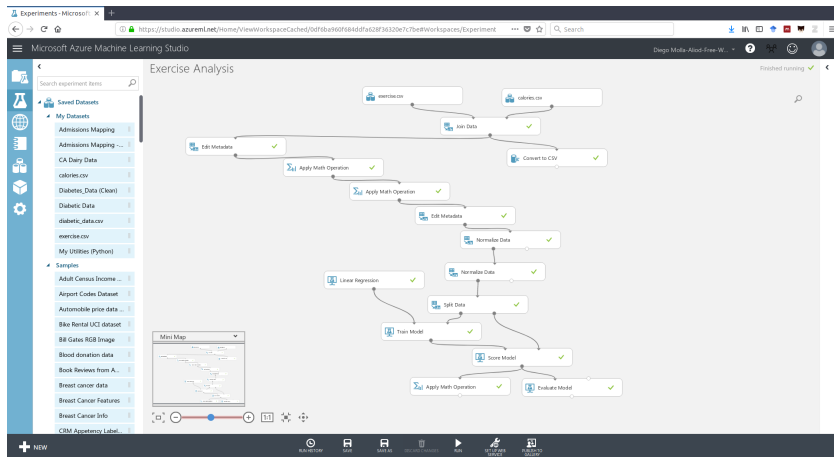 Experiments - Microsoft
https://studio.azureml.net/Home/ViewWorkspaceCached/0df6ba960f684ddfa628f36320e7c7be#Workspaces/Experiment
Search
Microsoft Azure Machine Learning Studio
Diego Molla-Aliod-Free-W...
Search experiment items
Saved Datasets
My Datasets
Admissions Mapping
Admissions Mapping -...
CA Dairy Data
calories.csv
Diabetes_Data (Clean)
Diabetic Data
diabetic_data.csv
exercise.csv
My Utilities (Python)
Samples
Adult Census Income ...
Airport Codes Dataset
Automobile price data ...
Bike Rental UCI dataset
Bill Gates RGB Image
Blood donation data
Book Reviews from A...
Breast cancer data
Breast Cancer Features
Breast Cancer Info
CRM Appetency Label...
Exercise Analysis
Finished running
exercise.csv
calories.csv
Join Data
Edit Metadata
Convert to CSV
Apply Math Operation
Apply Math Operation
Edit Metadata
Normalize Data
Normalize Data
Linear Regression
Split Data
Train Model
Score Model
Apply Math Operation
Evaluate Model
Mini Map
1:1
NEW
RUN HISTORY
SAVE
SAVE AS
DISCARD CHANGES
RUN
SET UP WEB
SERVICE
PUBLISH TO
GALLERY